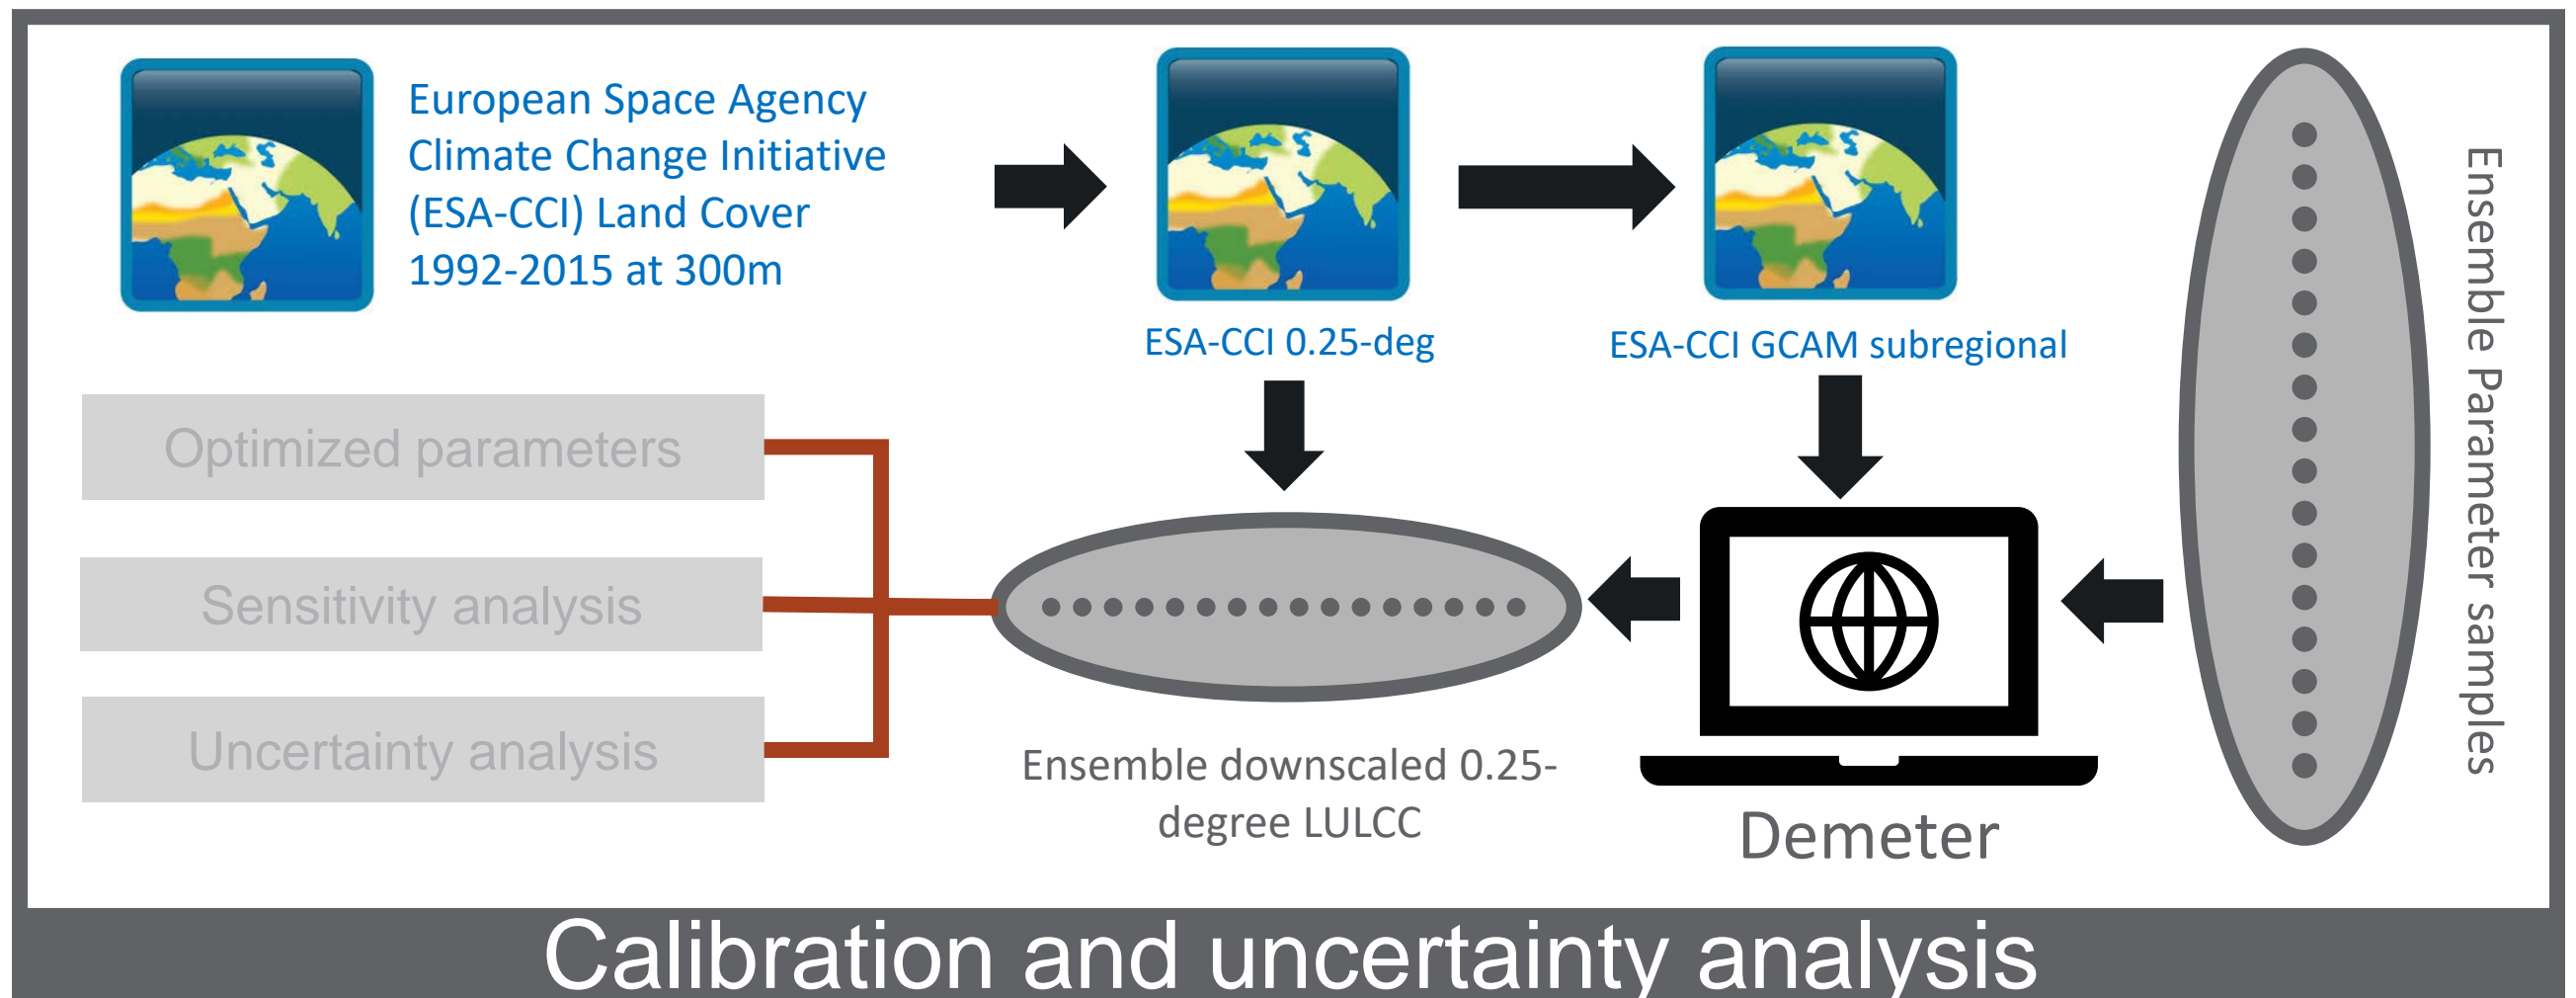 European Space Agency
Climate Change Initiative
(ESA-CCI) Land Cover
1992-2015 at 300m
ESA-CCI 0.25-deg
ESA-CCI GCAM subregional
Ensemble Parameter samples
Optimized parameters
Sensitivity analysis
Uncertainty analysis
Ensemble downscaled 0.25-
degree LULCC
Demeter
Calibration and uncertainty analysis